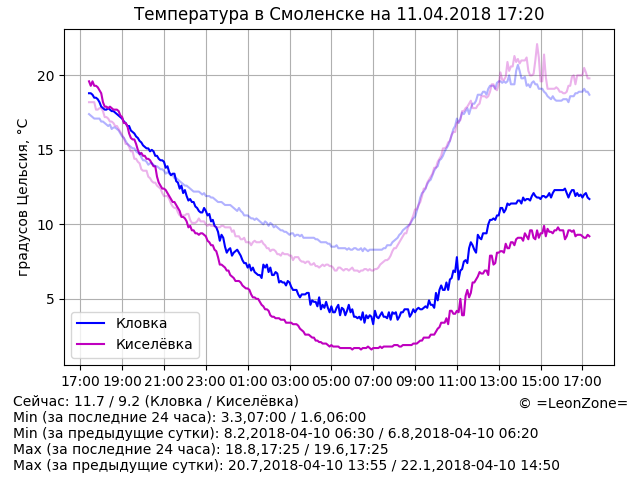 Температура в Смоленске на 11.04.2018 17:20
градусов Цельсия, °C
20
15
10
5
Кловка
Киселёвка
17:00 19:00 21:00 23:00 01:00 03:00 05:00 07:00 09:00 11:00 13:00 15:00 17:00
Сейчас: 11.7 / 9.2 (Кловка / Киселёвка)
© =LeonZone=
Min (за последние 24 часа): 3.3,07:00 / 1.6,06:00
Min (за предыдущие сутки): 8.2,2018-04-10 06:30 / 6.8,2018-04-10 06:20
Max (за последние 24 часа): 18.8,17:25 / 19.6,17:25
Max (за предыдущие сутки): 20.7,2018-04-10 13:55 / 22.1,2018-04-10 14:50